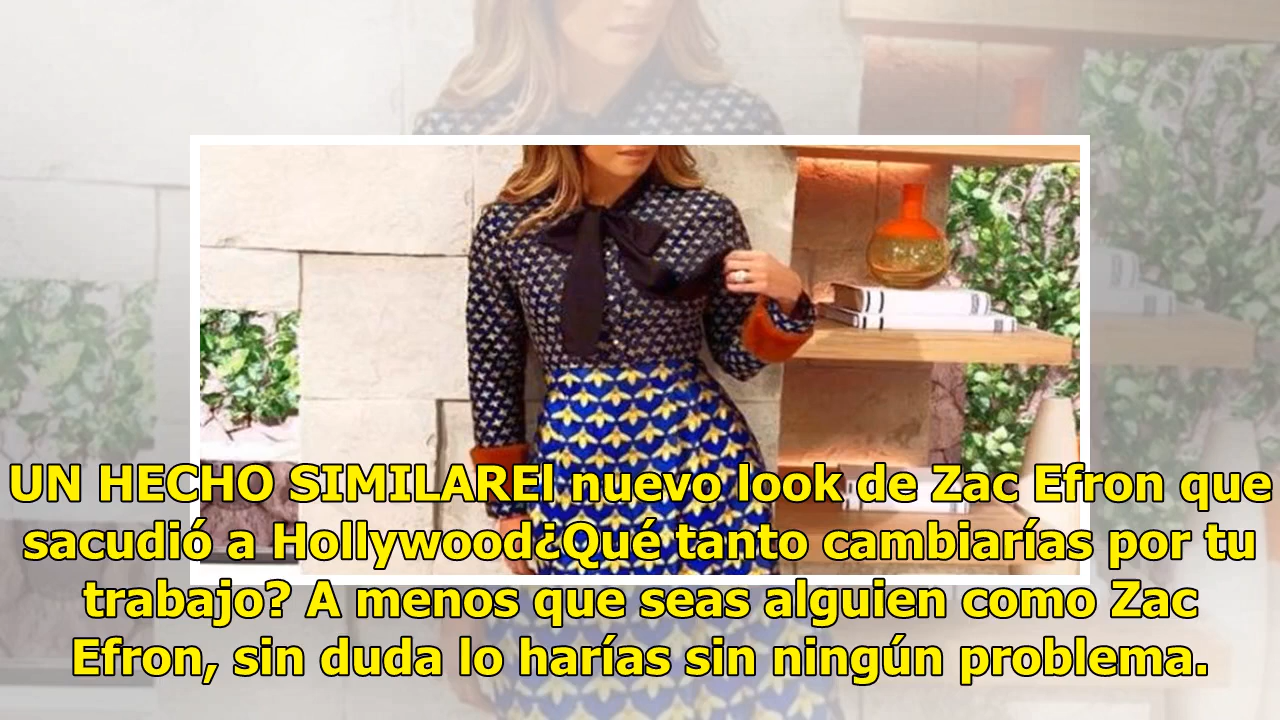 UN HECHO SIMILAREl nuevo look de Zac Efron que
sacudió a Hollywood¿Qué tanto cambiarías por tu
trabajo? A menos que seas alguien como Zac
Efron, sin duda lo harías sin ningún problema.